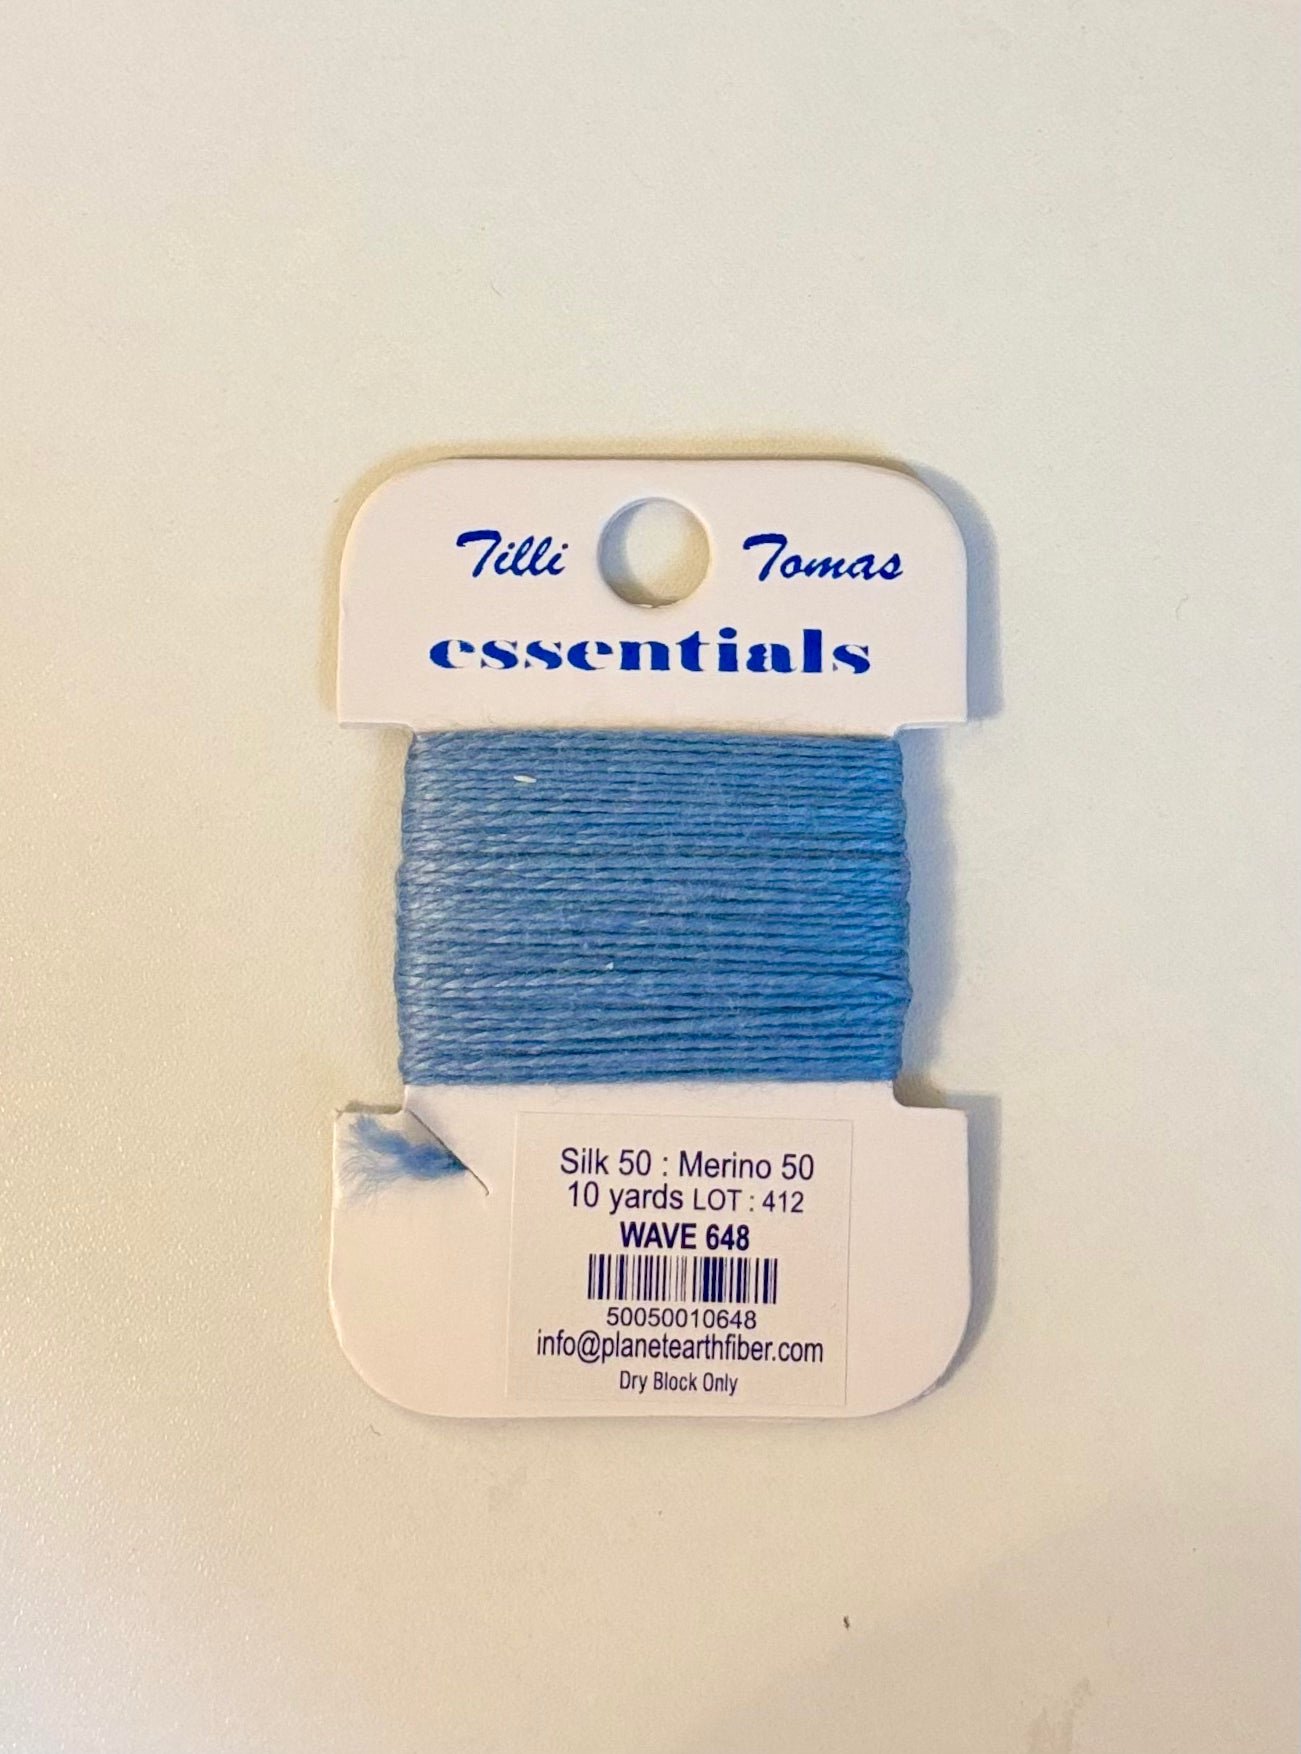 Tilli Tomas
essentials
Silk 50 : Merino 50
10 yards LOT : 412
WAVE 648
50050010648
info@planetearthfiber.com
Dry Block Only